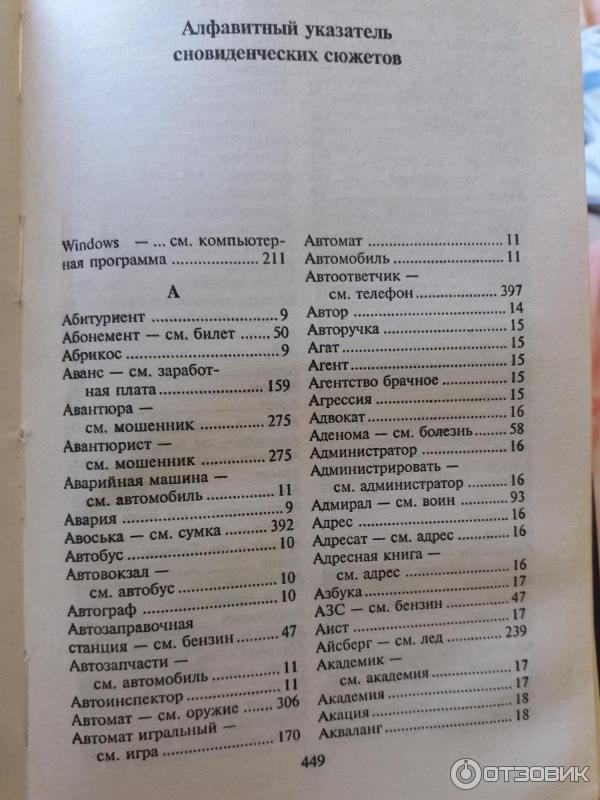 Алфавитный указатель
сновиденческих сюжетов
Windows — ... см. компьютер-
ная программа ................... 211
А
Абитуриент ........................... 9
Абонемент — см. билет ...... 50
Абрикос ................................. 9
Аванс — см. заработ-
ная плата ....................... 159
Авантюра —
см. мошенник ............... 275
Авантюрист —
см. мошенник ............... 275
Аварийная машина —
см. автомобиль ............... 11
Авария .................................. 9
Авоська — см. сумка ........ 392
Автобус ............................... 10
Автовокзал —
см. автобус ..................... 10
Автограф ............................ 10
Автозаправочная
станция — см. бензин ...... 47
Автозапчасти —
см. автомобиль ............... 11
Автоинспектор ................... 11
Автомат — см. оружие .... 306
Автомат игральный —
см. игра ........................ 170
Автомат .............................. 11
Автомобиль ........................ 11
Автоответчик —
см. телефон .................. 397
Автор .................................. 14
Авторучка ........................... 15
Агат ..................................... 15
Агент ................................... 15
Агентство брачное ............. 15
Агрессия ............................. 15
Адвокат ............................... 16
Аденома — см. болезнь ..... 58
Администратор .................. 16
Администрировать —
см. администратор ......... 16
Адмирал — см. воин .......... 93
Адрес .................................. 16
Адресат — см. адрес .......... 16
Адресная книга —
см. адрес ........................ 16
Азбука ................................. 17
АЗС — см. бензин .............. 47
Аист .................................... 17
Айсберг — см. лед ............ 239
Академик —
см. академия .................. 17
Академия ............................ 17
Акация ................................ 18
Акваланг ............................. 18
449
ОТЗОВИК